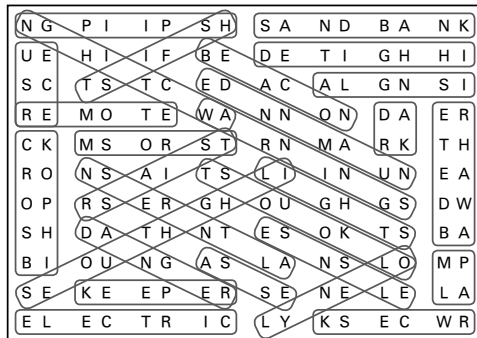 NG PI IP SH SA ND BA NK
UE HI IF BE DE TI GH HI
SC TS TC ED AC AL GN SI
RE MO TE WA NN ON DA ER
CK MS OR ST RN MA RK TH
RO NS AI TS LI IN UN EA
OP RS ER GH OU GH GS DW
SH DA TH NT ES OK TS BA
BI OU NG AS LA NS LO MP
SE KE EP ER SE NE LE LA
EL EC TR IC LY KS EC WR